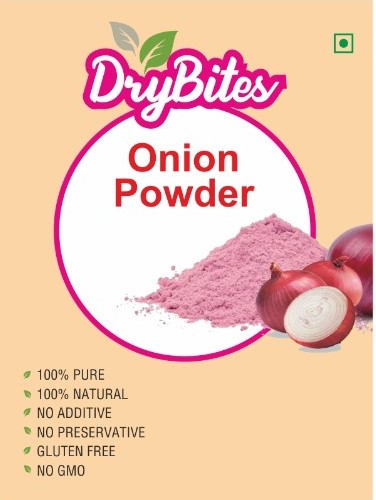 DryBites
Onion
Powder
100% PURE
100% NATURAL
NO ADDITIVE
NO PRESERVATIVE
GLUTEN FREE
NO GMO